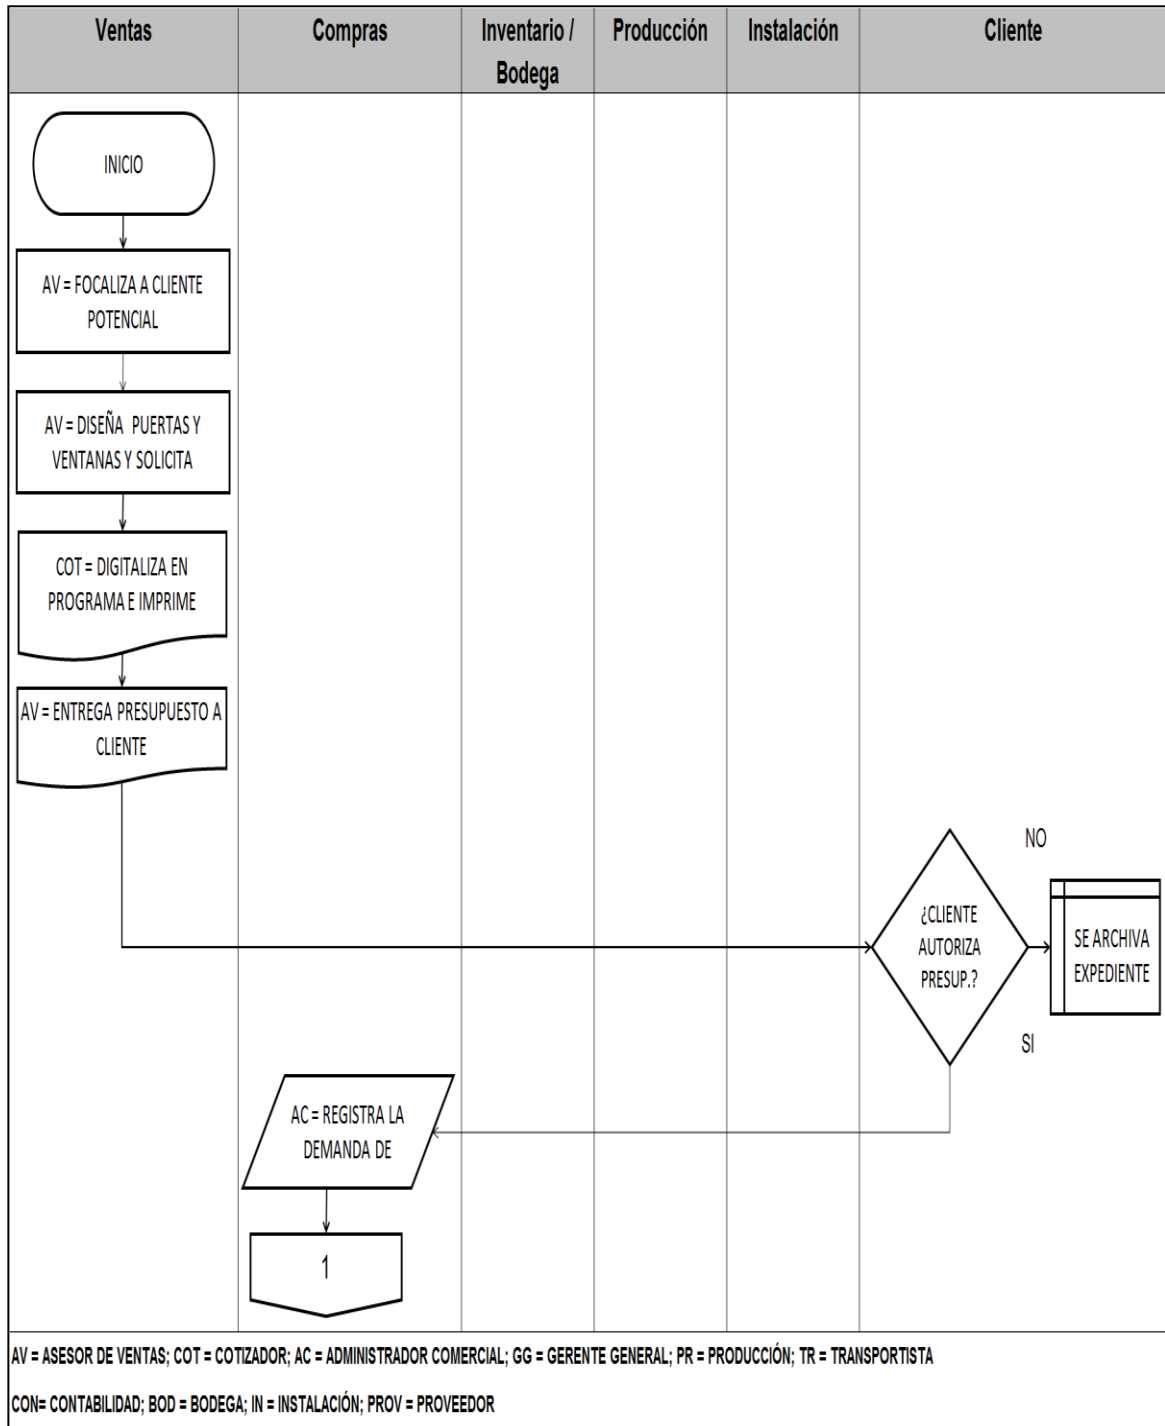 Ventas
Compras
Inventario /
Bodega
Producción
Instalación
Cliente
INICIO
AV = FOCALIZA A CLIENTE
POTENCIAL
AV = DISEÑA PUERTAS Y
VENTANAS Y SOLICITA
COT = DIGITALIZA EN
PROGRAMA E IMPRIME
AV = ENTREGA PRESUPUESTO A
CLIENTE
NO
¿CLIENTE
AUTORIZA
PRESUP.?
SE ARCHIVA
EXPEDIENTE
SI
AC = REGISTRA LA
DEMANDA DE
1
AV = ASESOR DE VENTAS; COT = COTIZADOR; AC = ADMINISTRADOR COMERCIAL; GG = GERENTE GENERAL; PR = PRODUCCIÓN; TR = TRANSPORTISTA
CON= CONTABILIDAD; BOD = BODEGA; IN = INSTALACIÓN; PROV = PROVEEDOR